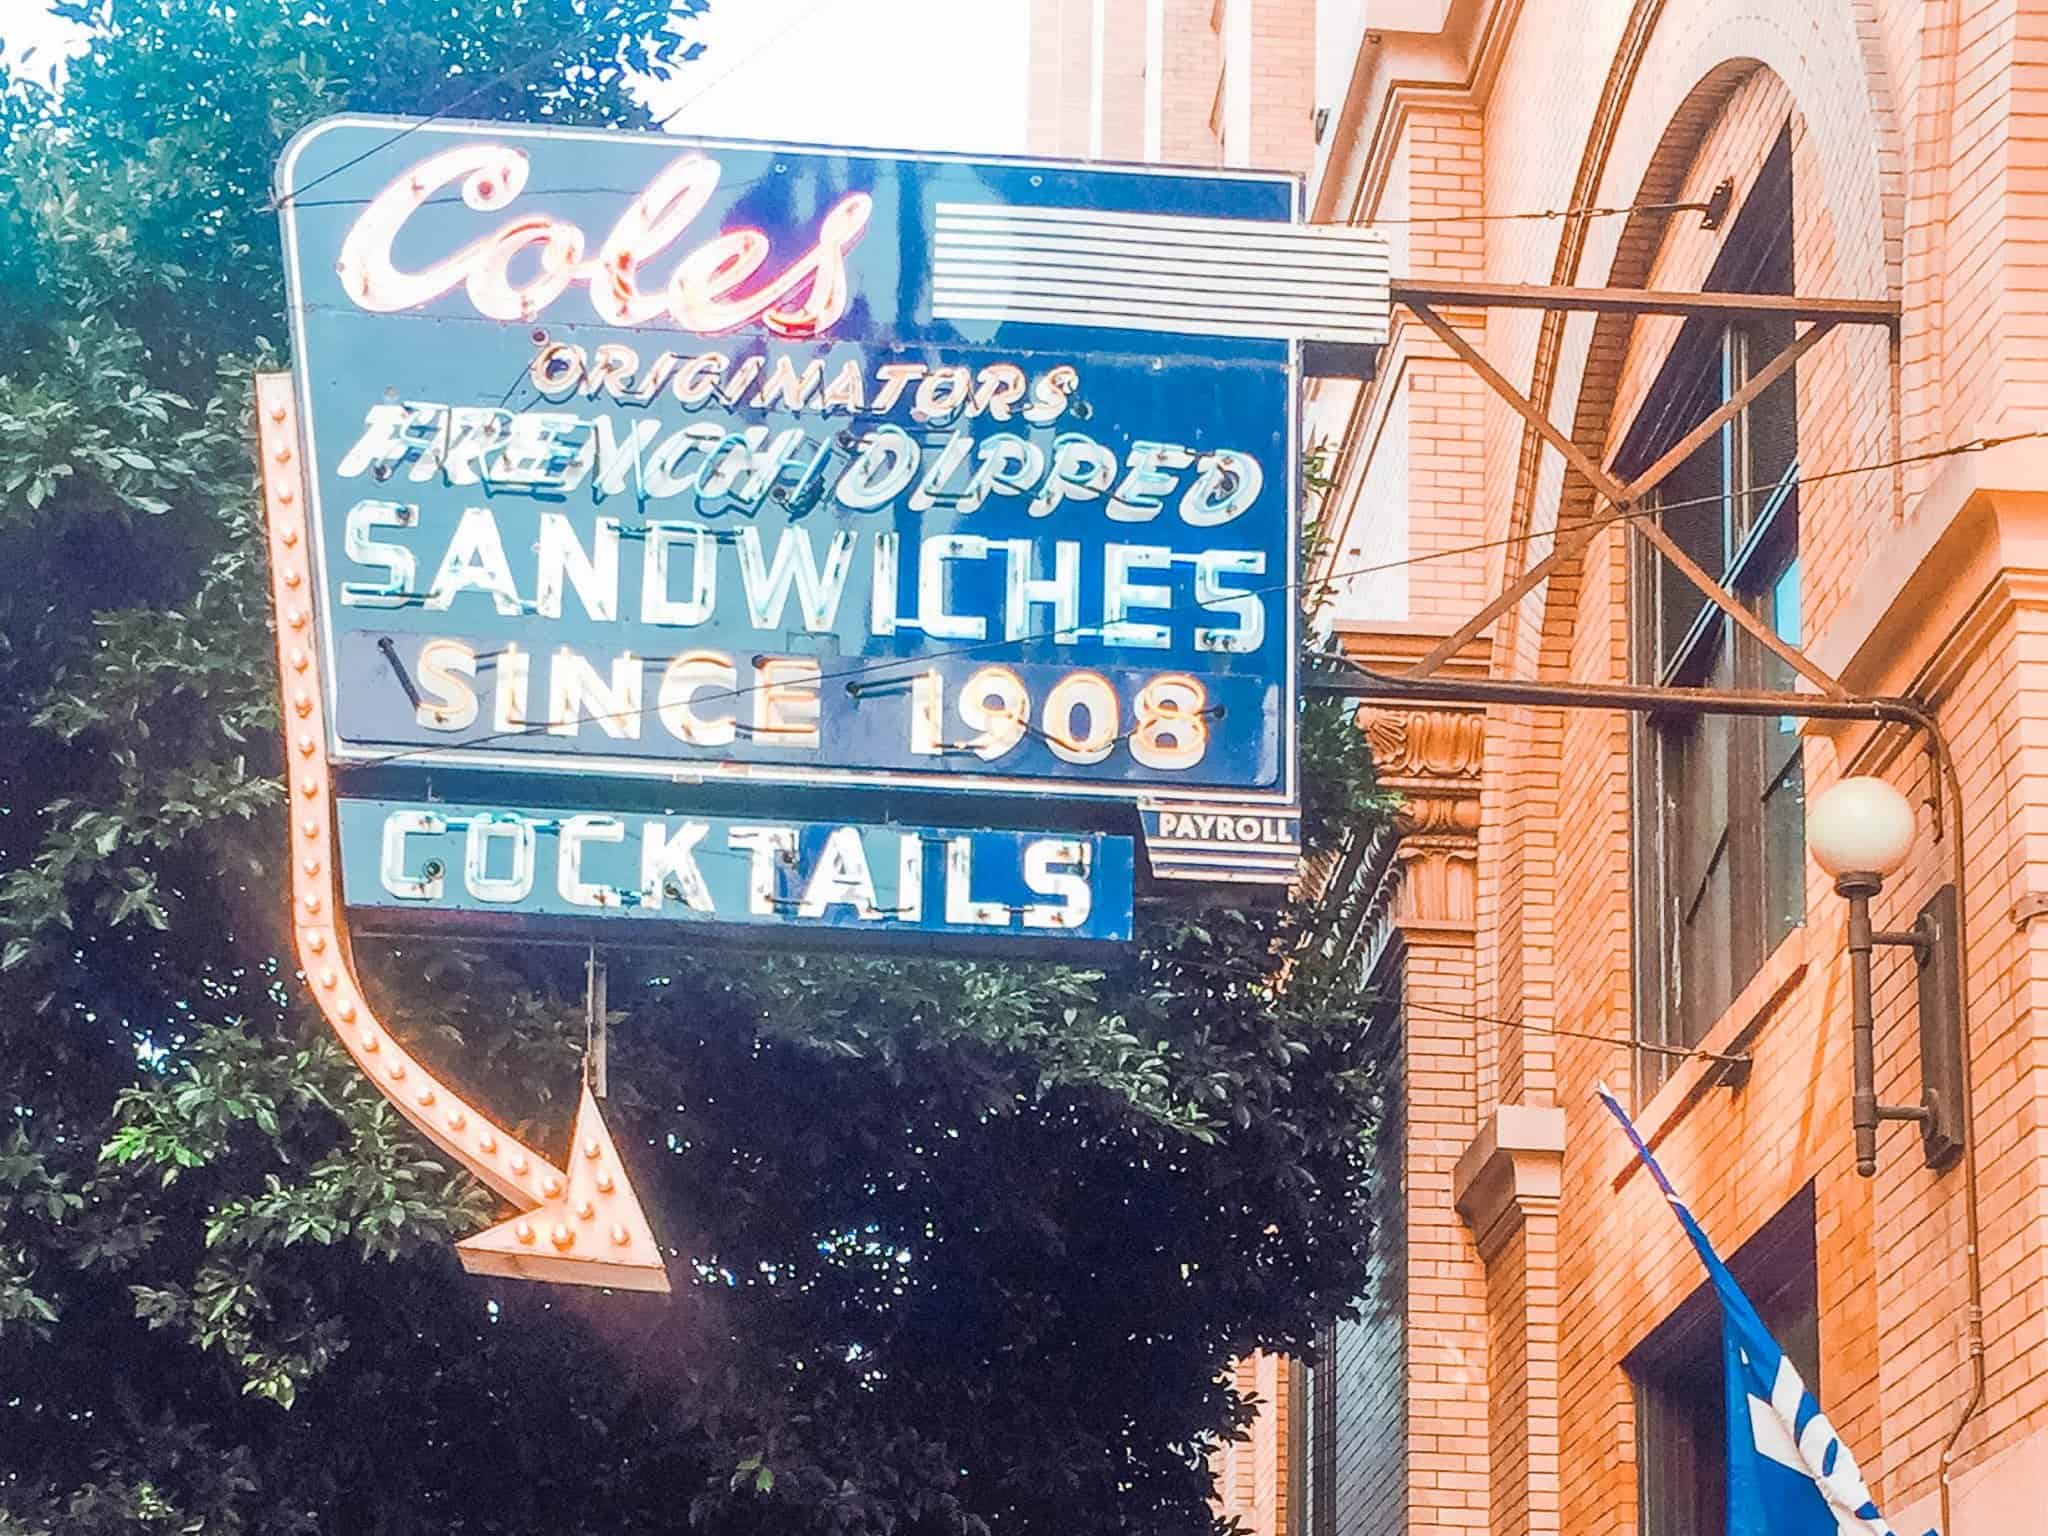 Coles
ORIGINATORS
FRENCH DIPPED
SANDWICHES
SINCE 1908
COCKTAILS
PAYROLL